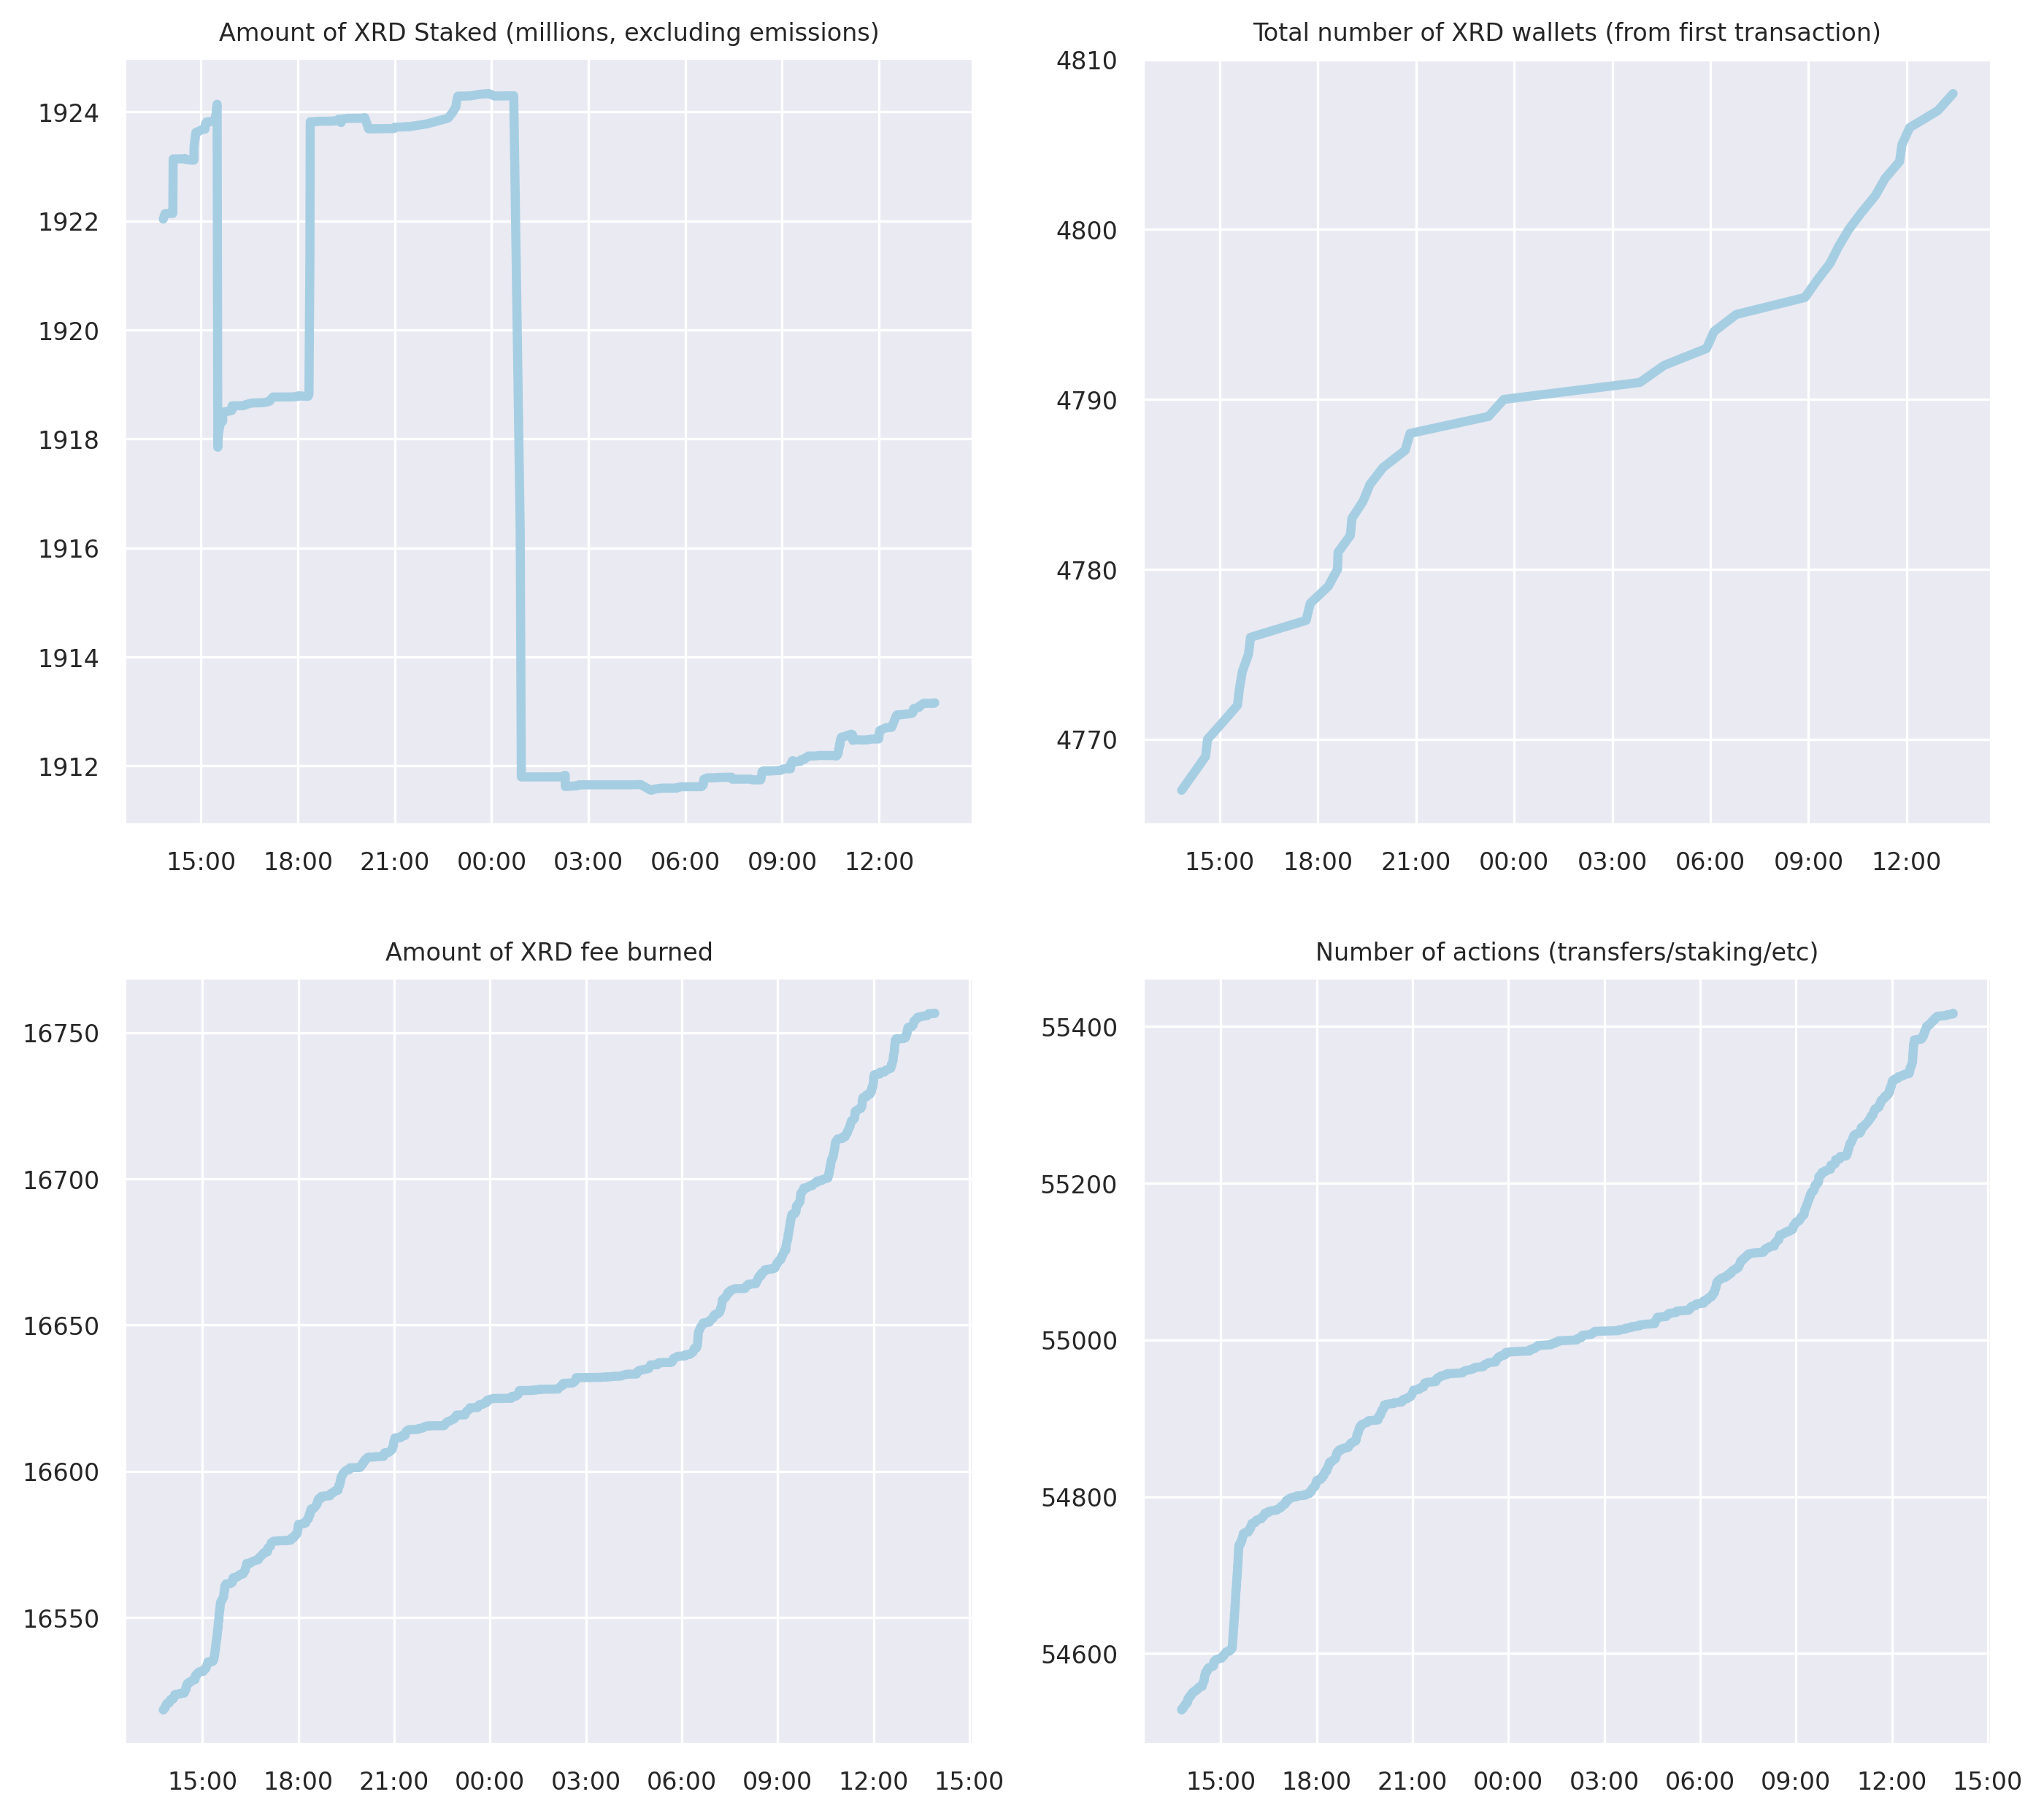 Amount of XRD Staked (millions, excluding emissions)
1924
1922
1920
1918
1916
1914
1912
15:00 18:00 21:00 00:00 03:00 06:00 09:00 12:00
Total number of XRD wallets (from first transaction)
4810
4800
4790
4780
4770
15:00 18:00 21:00 00:00 03:00 06:00 09:00 12:00
Amount of XRD fee burned
16750
16700
16650
16600
16550
15:00 18:00 21:00 00:00 03:00 06:00 09:00 12:00 15:00
Number of actions (transfers/staking/etc)
55400
55200
55000
54800
54600
15:00 18:00 21:00 00:00 03:00 06:00 09:00 12:00 15:00